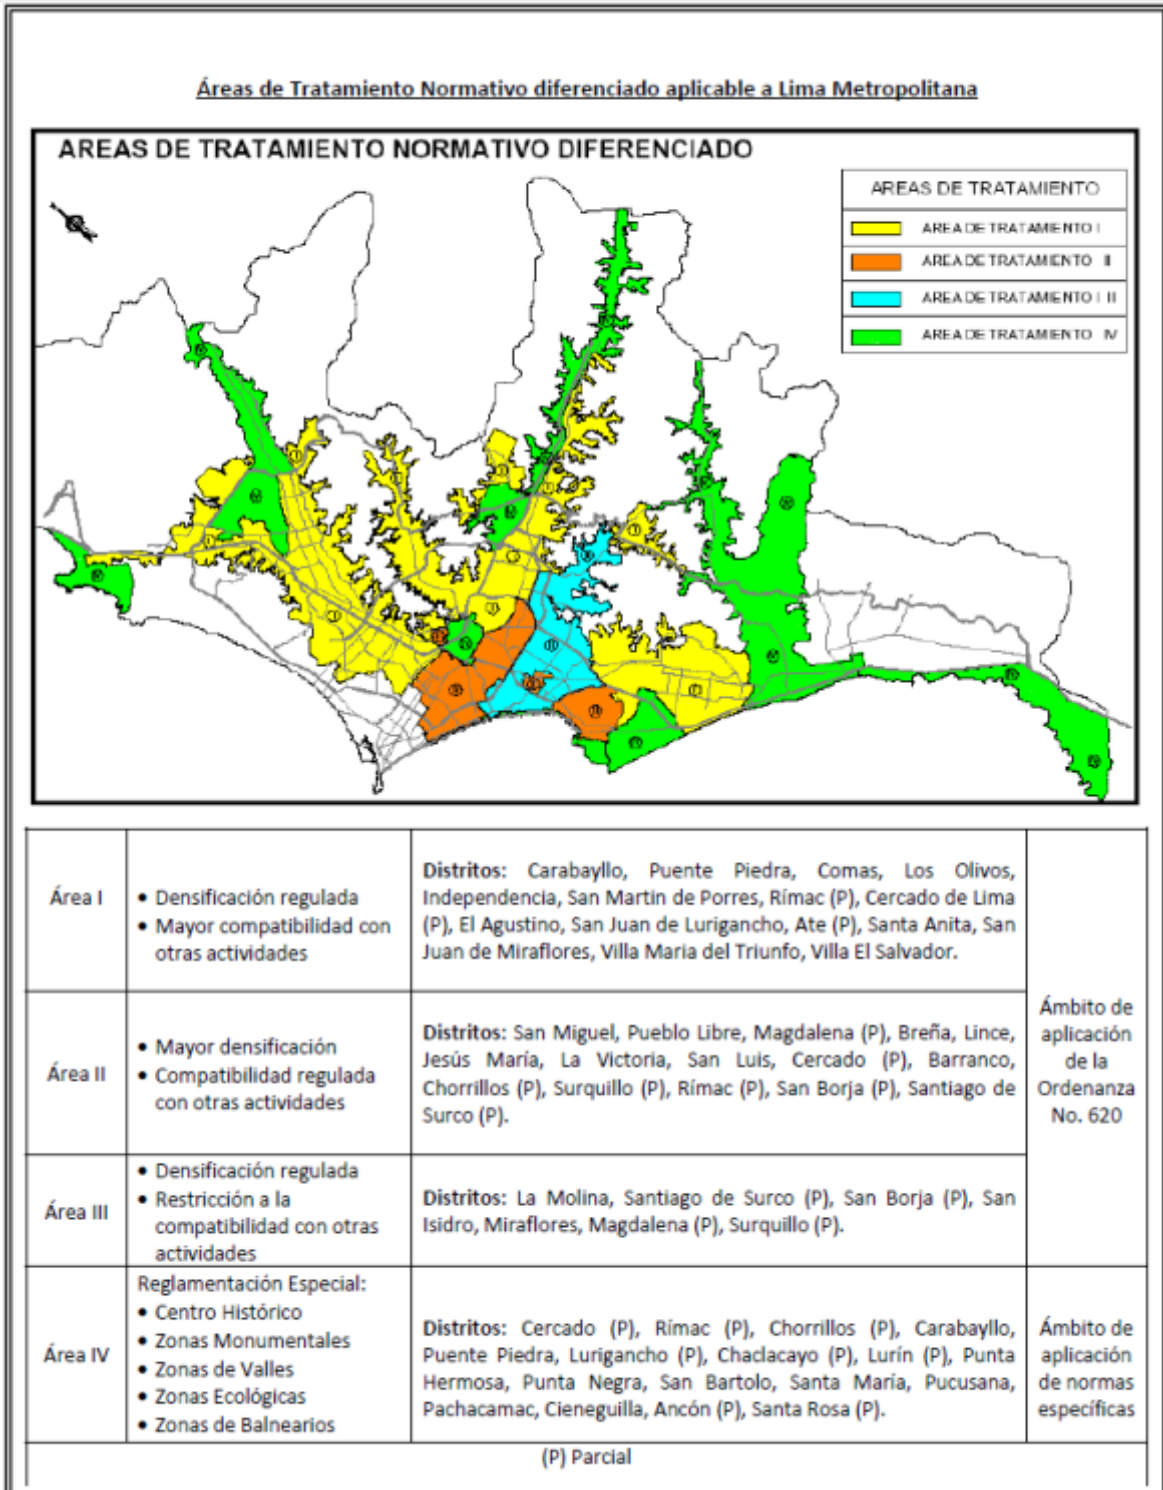 Áreas de Tratamiento Normativo diferenciado aplicable a Lima Metropolitana
AREAS DE TRATAMIENTO NORMATIVO DIFERENCIADO
AREAS DE TRATAMIENTO
AREA DE TRATAMIENTO I
AREA DE TRATAMIENTO II
AREA DE TRATAMIENTO I II
AREA DE TRATAMIENTO IV
Área I
• Densificación regulada
• Mayor compatibilidad con
otras actividades
Distritos: Carabayllo, Puente Piedra, Comas, Los Olivos,
Independencia, San Martin de Porres, Rímac (P), Cercado de Lima
(P), El Agustino, San Juan de Lurigancho, Ate (P), Santa Anita, San
Juan de Miraflores, Villa Maria del Triunfo, Villa El Salvador.
Área II
• Mayor densificación
• Compatibilidad regulada
con otras actividades
Distritos: San Miguel, Pueblo Libre, Magdalena (P), Breña, Lince,
Jesús María, La Victoria, San Luis, Cercado (P), Barranco,
Chorrillos (P), Surquillo (P), Rímac (P), San Borja (P), Santiago de
Surco (P).
Área III
• Densificación regulada
• Restricción a la
compatibilidad con otras
actividades
Distritos: La Molina, Santiago de Surco (P), San Borja (P), San
Isidro, Miraflores, Magdalena (P), Surquillo (P).
Ámbito de
aplicación
de la
Ordenanza
No. 620
Área IV
Reglamentación Especial:
• Centro Histórico
• Zonas Monumentales
• Zonas de Valles
• Zonas Ecológicas
• Zonas de Balnearios
Distritos: Cercado (P), Rímac (P), Chorrillos (P), Carabayllo,
Puente Piedra, Lurigancho (P), Chaclacayo (P), Lurín (P), Punta
Hermosa, Punta Negra, San Bartolo, Santa María, Pucusana,
Pachacamac, Cieneguilla, Ancón (P), Santa Rosa (P).
Ámbito de
aplicación
de normas
específicas
(P) Parcial